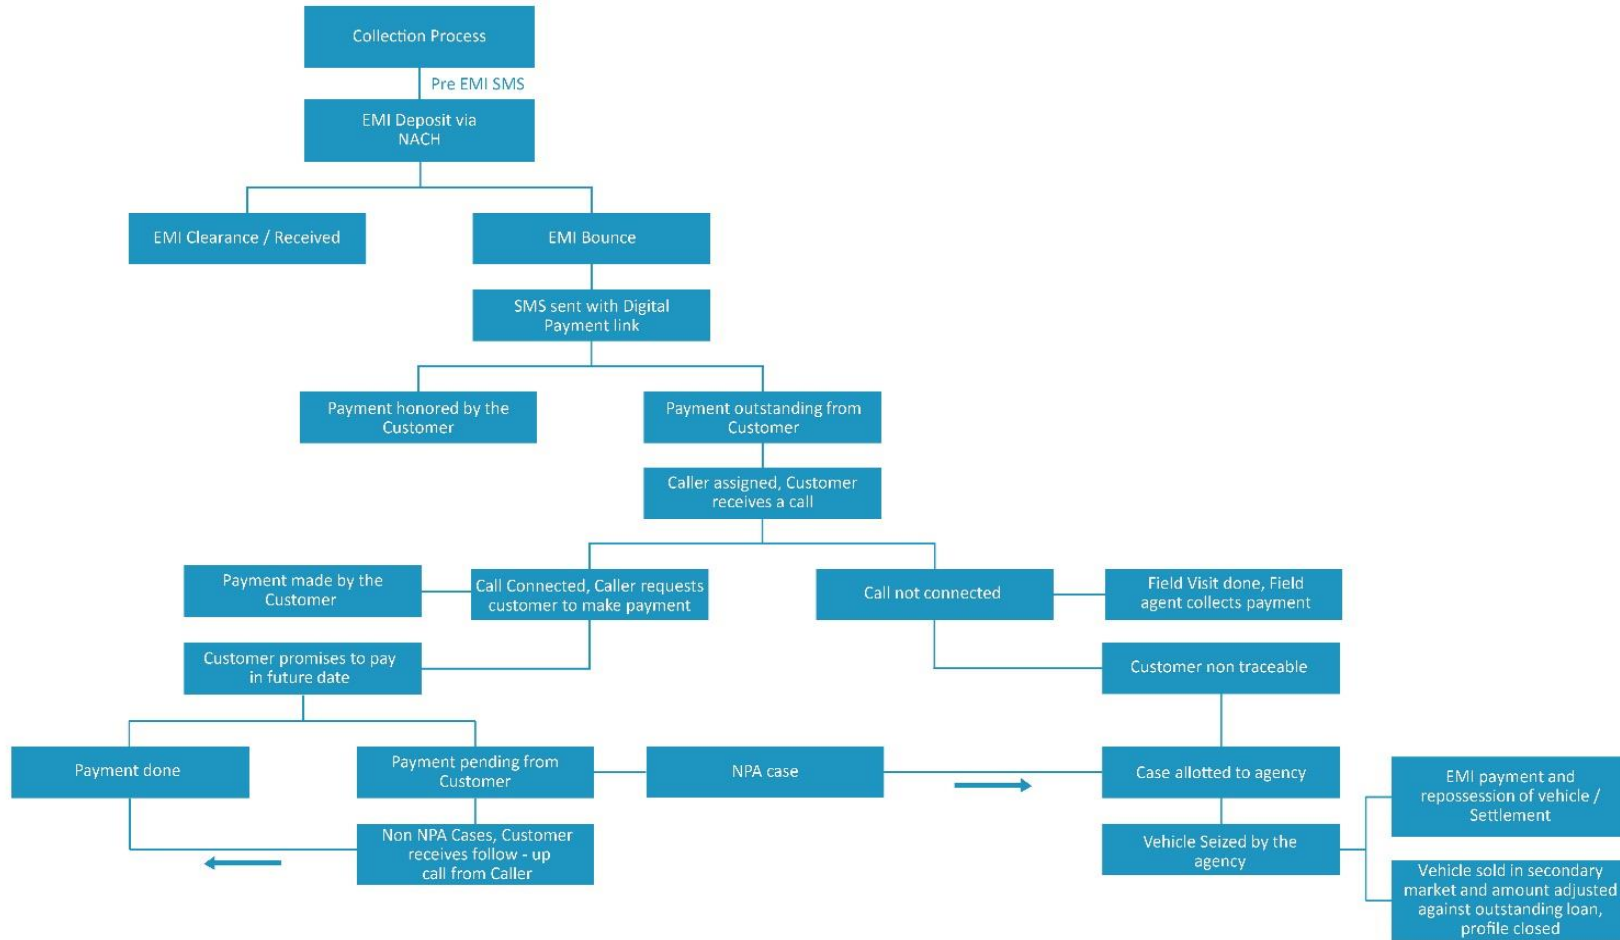 Collection Process
Pre EMI SMS
EMI Deposit via
NACH
EMI Clearance / Received
EMI Bounce
SMS sent with Digital
Payment link
Payment honored by the
Customer
Payment outstanding from
Customer
Caller assigned, Customer
receives a call
Payment made by the
Customer
Call Connected, Caller requests
customer to make payment
Call not connected
Field Visit done, Field
agent collects payment
Customer promises to pay
in future date
Customer non traceable
Payment done
Payment pending from
Customer
NPA case
Case allotted to agency
EMI payment and
repossession of vehicle /
Settlement
Non NPA Cases, Customer
receives follow - up
call from Caller
Vehicle Seized by the
agency
Vehicle sold in secondary
market and amount adjusted
against outstanding loan,
profile closed